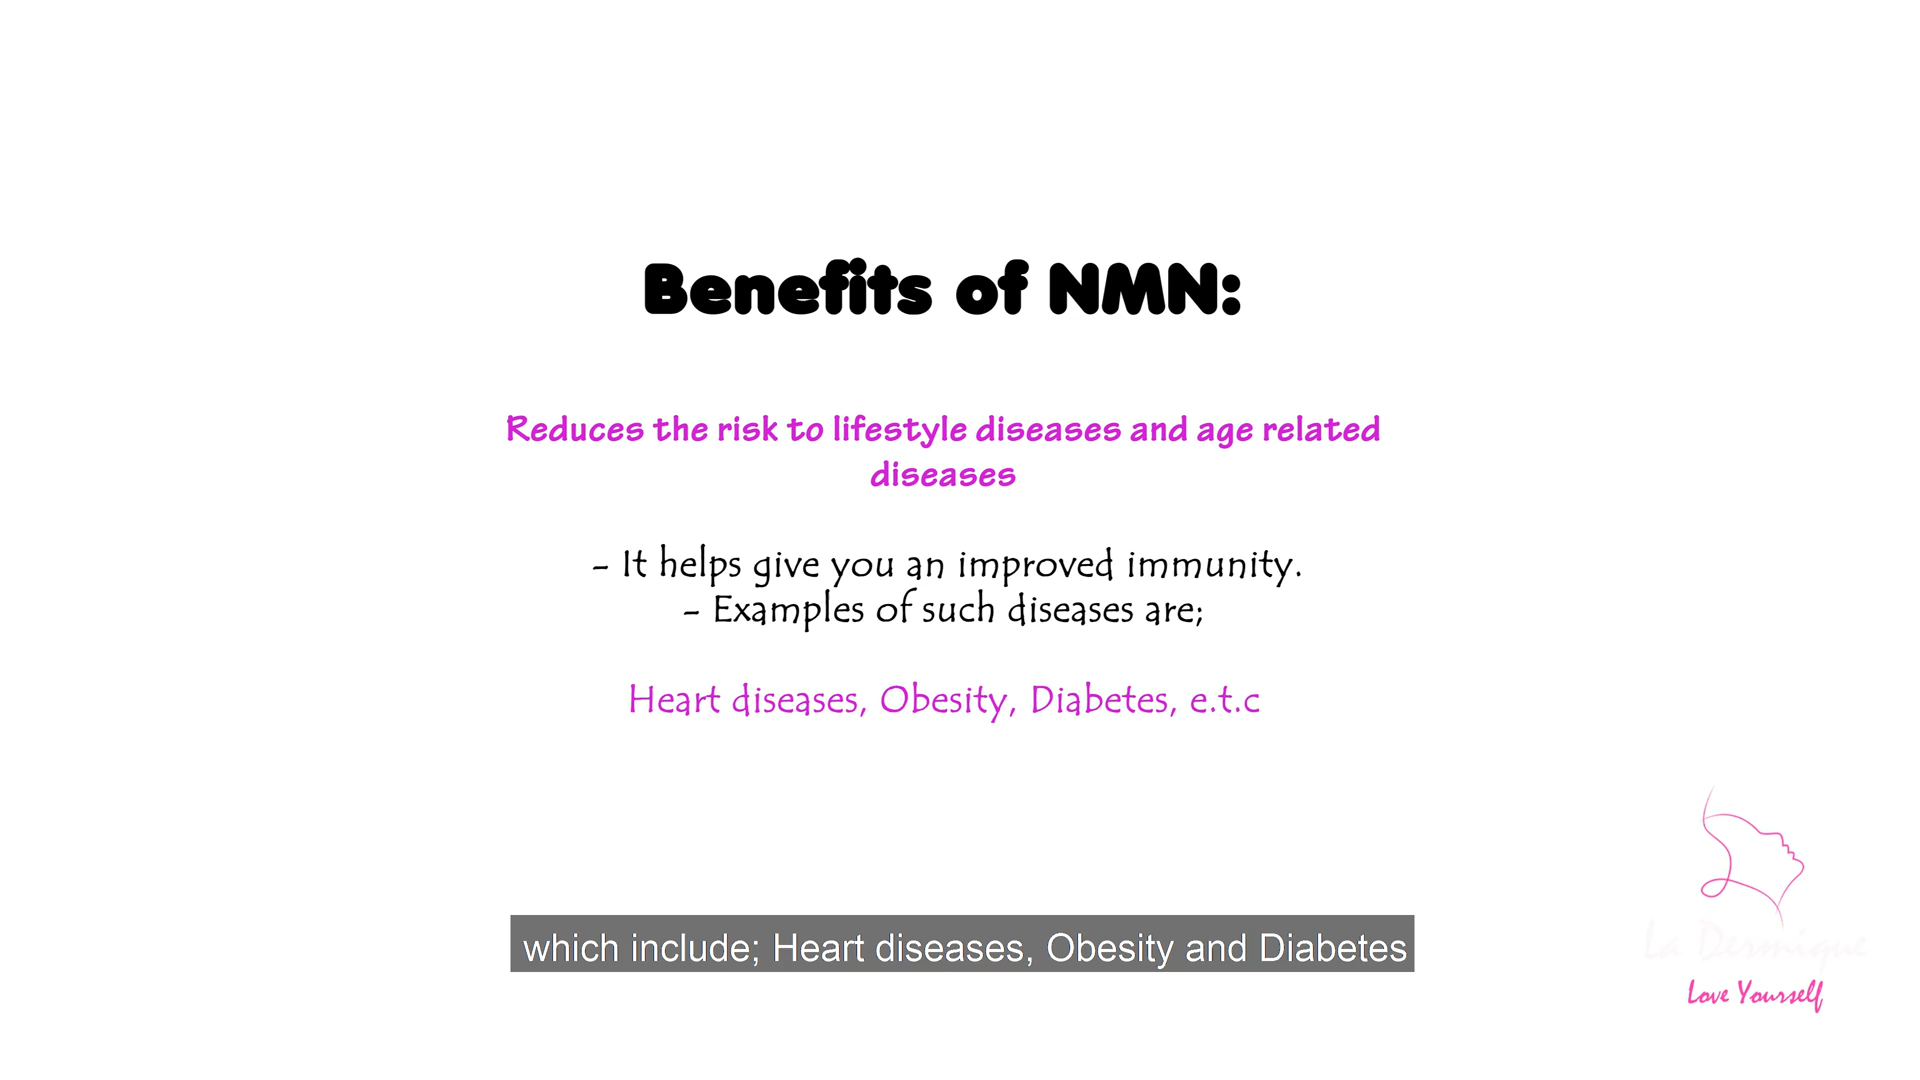 Benefits of NMN:
Reduces the risk to lifestyle diseases and age related
diseases
- It helps give you an improved immunity.
- Examples of such diseases are;
Heart diseases, Obesity, Diabetes, e.t.c
which include; Heart diseases, Obesity and Diabetes
La Dermique
Love Yourself